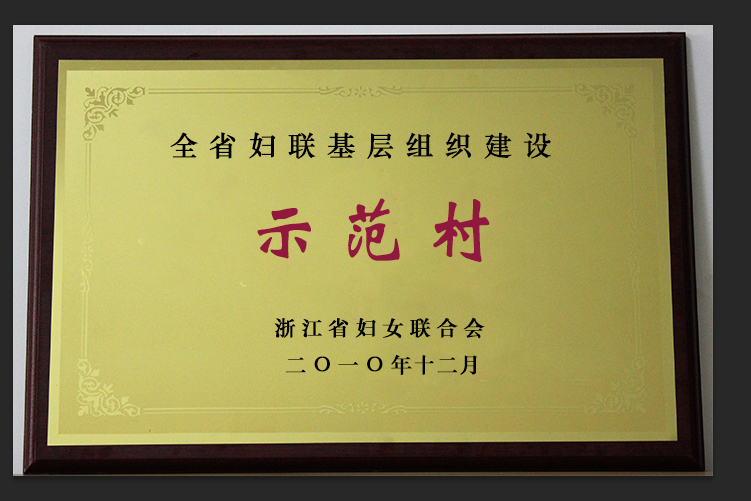 全省妇联基层组织建设
示范村
浙江省妇女联合会
二〇一〇年十二月